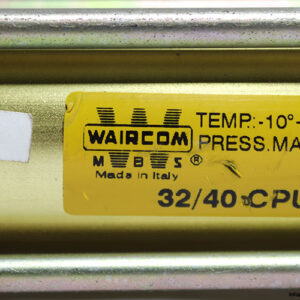 WAIRCOM
M B S ®
Made in Italy
TEMP.:-10°-
PRESS.MA
32/40 CPU